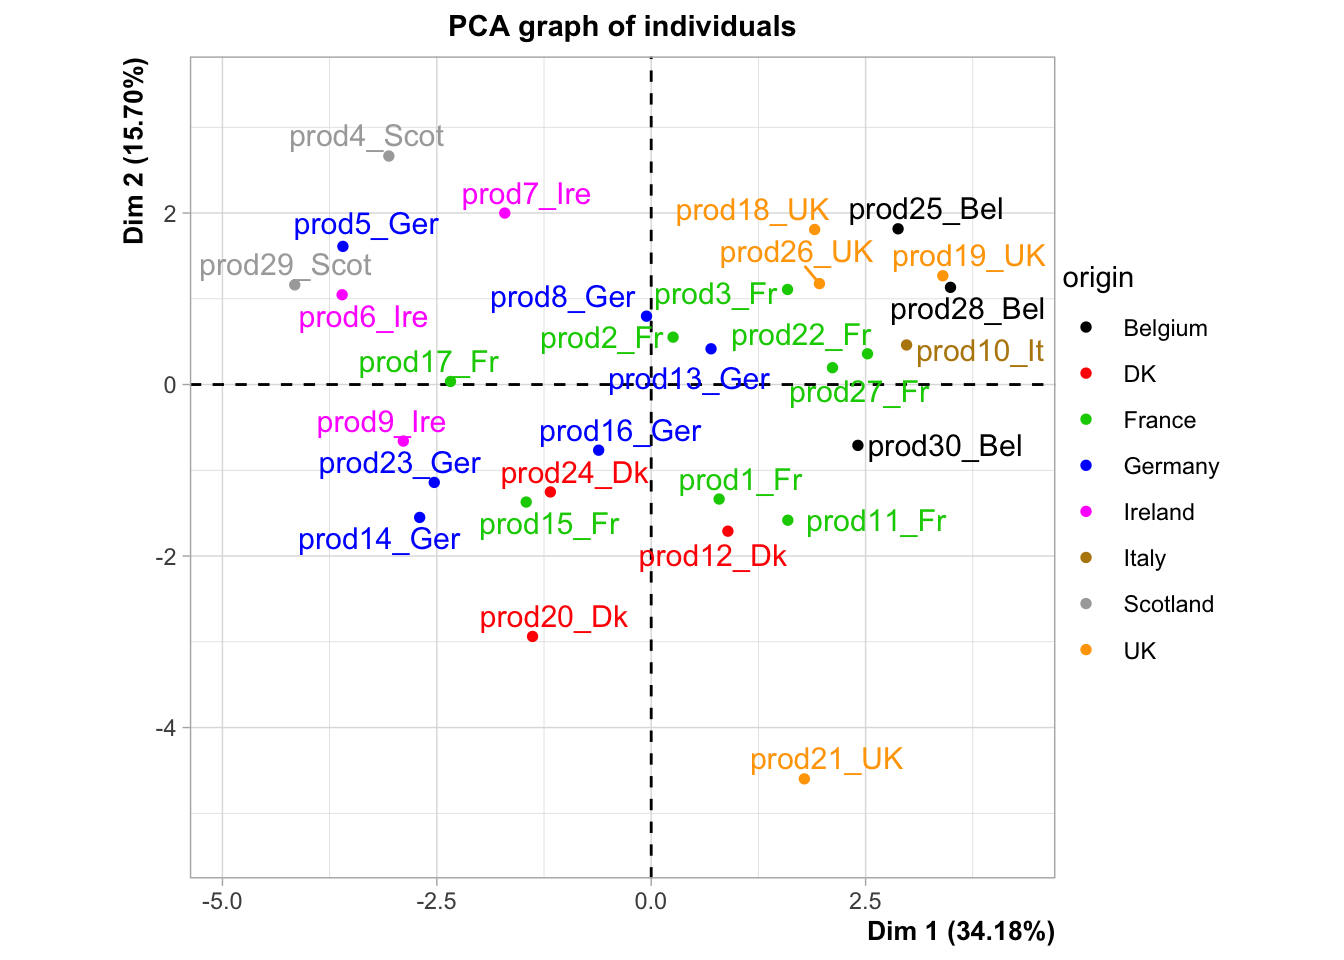 PCA graph of individuals
Dim 2 (15.70%)
2
0
-2
-4
prod4_Scot
prod7_Ire
prod5_Ger
prod18_UK
prod25_Bel
prod26_UK
prod19_UK
prod29_Scot
prod8_Ger
prod3_Fr
prod6_Ire
prod28_Bel
prod2_Fr
prod22_Fr
prod10_It
prod17_Fr
prod13_Ger
prod27_Fr
prod9_Ire
prod16_Ger
prod30_Bel
prod23_Ger
prod24_Dk
prod1_Fr
prod15_Fr
prod11_Fr
prod14_Ger
prod12_Dk
prod20_Dk
prod21_UK
-5.0
-2.5
0.0
2.5
Dim 1 (34.18%)
origin
Belgium
DK
France
Germany
Ireland
Italy
Scotland
UK